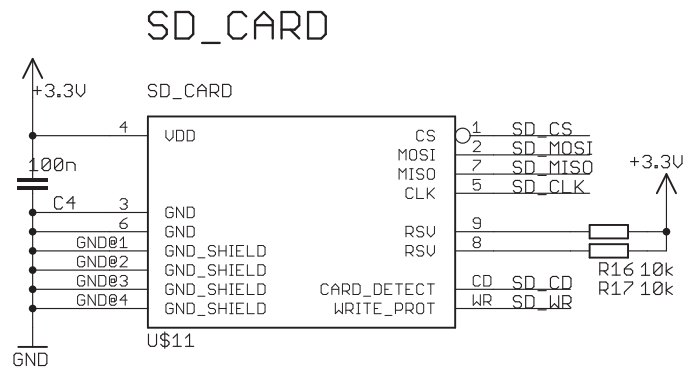 SD_CARD
+3.3V
SD_CARD
4 VDD
CS 1 SD_CS
MOSI 2 SD_MOSI
MISO 7 SD_MISO
CLK 5 SD_CLK
+3.3V
100n
C4
3 GND
6 GND
GND@1 GND_SHIELD
GND@2 GND_SHIELD
GND@3 GND_SHIELD
GND@4 GND_SHIELD
RSV 9
RSV 8
R16 10k
R17 10k
CARD_DETECT CD SD_CD
WRITE_PROT WR SD_WR
U$11
GND